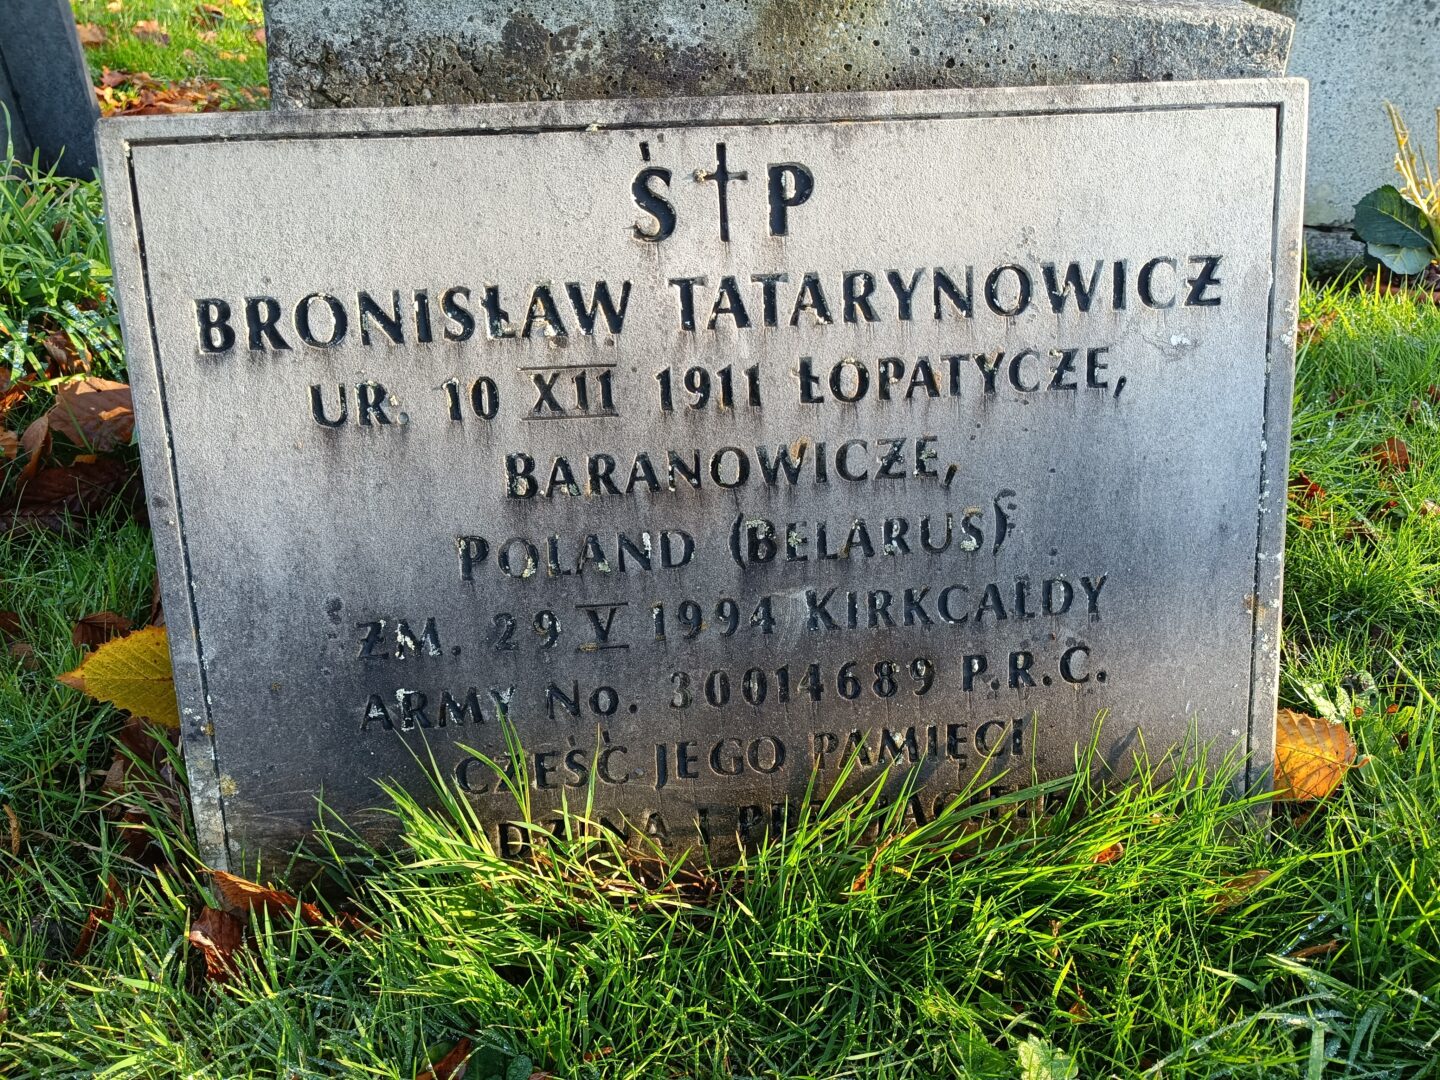 Ś † P
BRONISŁAW TATARYNOWICZ
UR. 10 XII 1911 ŁOPATYCZE,
BARANOWICZE,
POLAND (BELARUS)
ZM. 29 V 1994 KIRKCALDY
ARMY No. 30014689 P.R.C.
CZEŚĆ JEGO PAMIĘCI
I